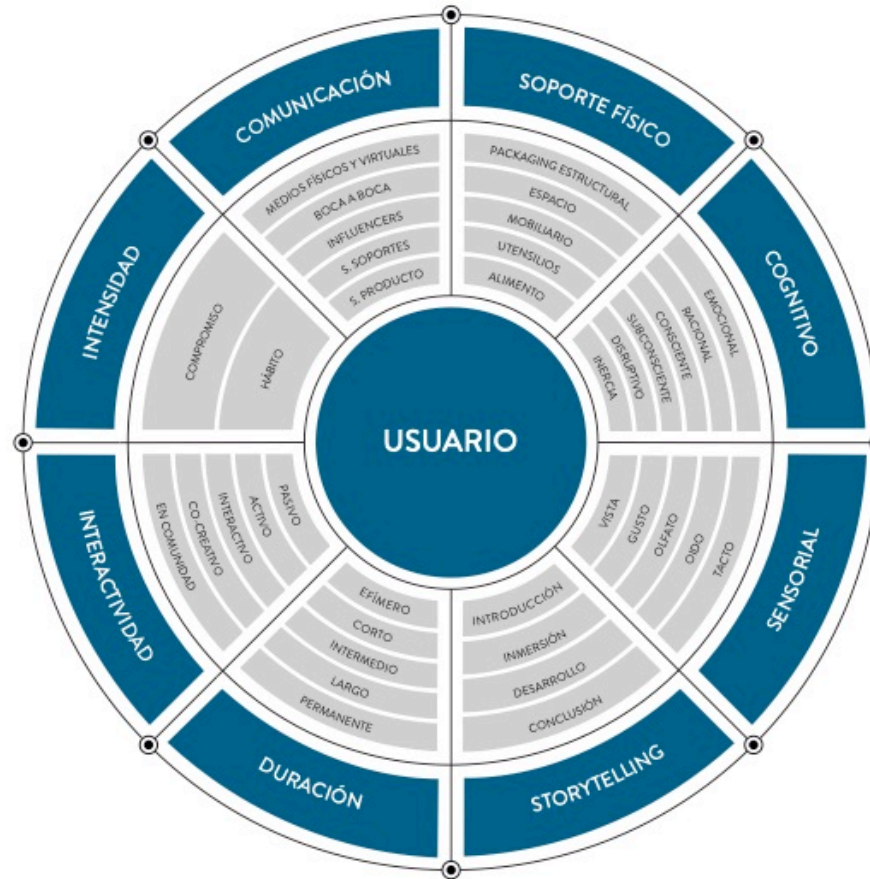 COMUNICACIÓN
MEDIOS FÍSICOS Y VIRTUALES
BOCA A BOCA
INFLUENCERS
S. SOPORTES
S. PRODUCTO
SOPORTE FÍSICO
PACKAGING ESTRUCTURAL
ESPACIO
MOBILIARIO
UTENSILIOS
ALIMENTO
COGNITIVO
EMOCIONAL
RACIONAL
CONSCIENTE
SUBCONSCIENTE
DISRUPTIVO
INERCIA
SENSORIAL
VISTA
GUSTO
OLFATO
OIDO
TACTO
STORYTELLING
INTRODUCCIÓN
INMERSIÓN
DESARROLLO
CONCLUSIÓN
DURACIÓN
EFÍMERO
CORTO
INTERMEDIO
LARGO
PERMANENTE
INTERACTIVIDAD
EN COMUNIDAD
CO-CREATIVO
INTERACTIVO
ACTIVO
PASIVO
INTENSIDAD
COMPROMISO
HÁBITO
USUARIO